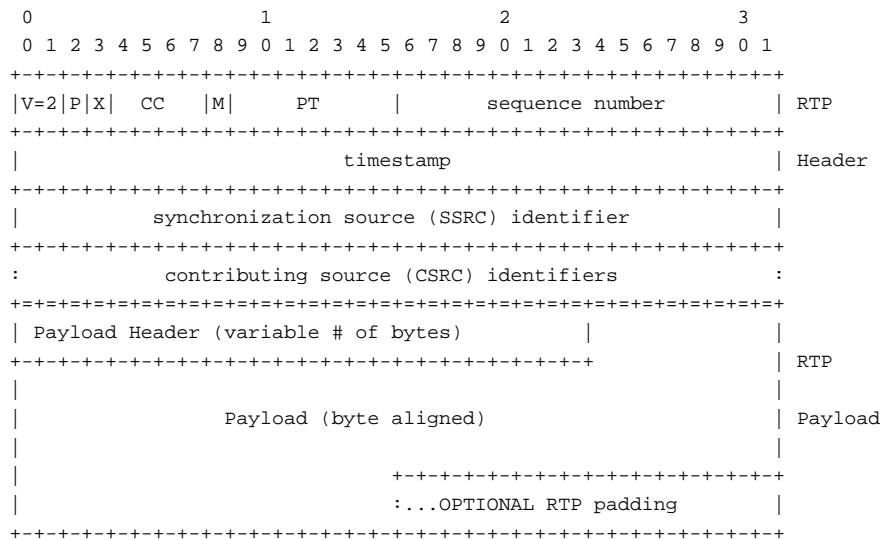 0                   1                   2                   3
 0 1 2 3 4 5 6 7 8 9 0 1 2 3 4 5 6 7 8 9 0 1 2 3 4 5 6 7 8 9 0 1
+-+-+-+-+-+-+-+-+-+-+-+-+-+-+-+-+-+-+-+-+-+-+-+-+-+-+-+-+-+-+-+-+
|V=2|P|X|  CC   |M|     PT      |       sequence number         | RTP
+-+-+-+-+-+-+-+-+-+-+-+-+-+-+-+-+-+-+-+-+-+-+-+-+-+-+-+-+-+-+-+-+
|                           timestamp                           | Header
+-+-+-+-+-+-+-+-+-+-+-+-+-+-+-+-+-+-+-+-+-+-+-+-+-+-+-+-+-+-+-+-+
|           synchronization source (SSRC) identifier            |
+-+-+-+-+-+-+-+-+-+-+-+-+-+-+-+-+-+-+-+-+-+-+-+-+-+-+-+-+-+-+-+-+
:            contributing source (CSRC) identifiers             :
+=+=+=+=+=+=+=+=+=+=+=+=+=+=+=+=+=+=+=+=+=+=+=+=+=+=+=+=+=+=+=+=+
| Payload Header (variable # of bytes)          |               |
+-+-+-+-+-+-+-+-+-+-+-+-+-+-+-+-+-+-+-+-+-+-+-+-+               | RTP
|                                                               |
|                 Payload (byte aligned)                        | Payload
|                                                               |
|                               +-+-+-+-+-+-+-+-+-+-+-+-+-+-+-+-+
|                               :...OPTIONAL RTP padding        |
+-+-+-+-+-+-+-+-+-+-+-+-+-+-+-+-+-+-+-+-+-+-+-+-+-+-+-+-+-+-+-+-+